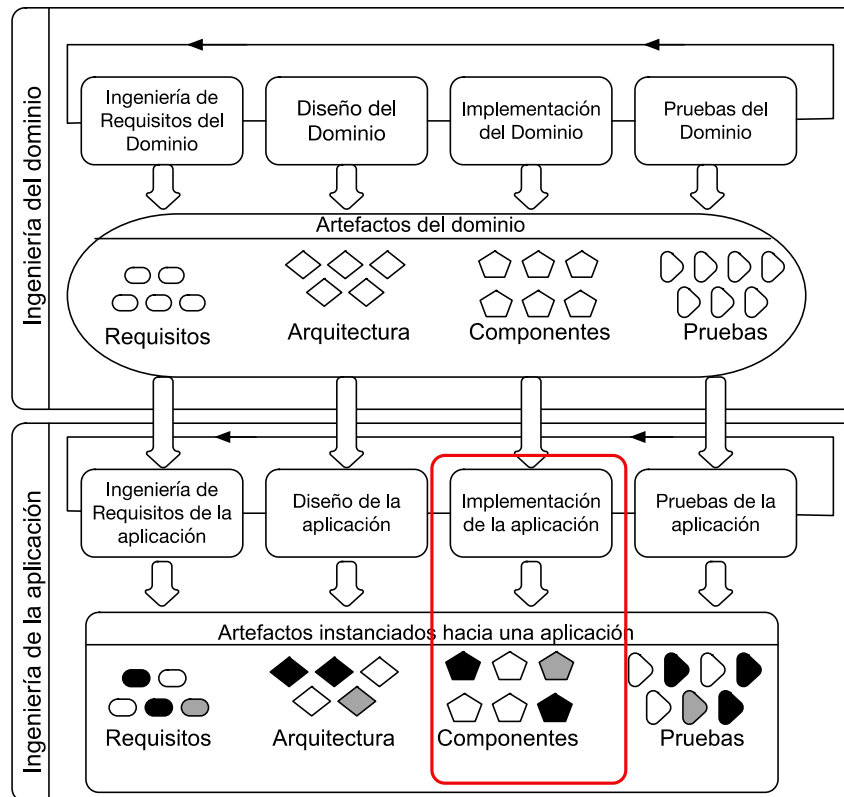 Ingeniería del dominio
Ingeniería de
Requisitos del
Dominio
Diseño del
Dominio
Implementación
del Dominio
Pruebas del
Dominio
Artefactos del dominio
Requisitos
Arquitectura
Componentes
Pruebas
Ingeniería de la aplicación
Ingeniería de
Requisitos de la
aplicación
Diseño de la
aplicación
Implementación
de la aplicación
Pruebas de la
aplicación
Artefactos instanciados hacia una aplicación
Requisitos
Arquitectura
Componentes
Pruebas